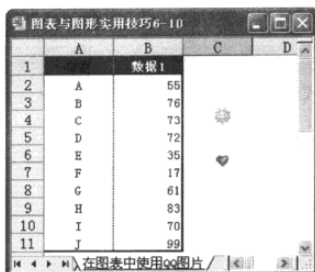 图表与图形实用技巧6-10
A B C D
1 数据1
2 A 55
3 B 76
4 C 73
5 D 72
6 E 35
7 F 17
8 G 61
9 H 83
10 I 70
11 J 99
在图表中使用QQ图片